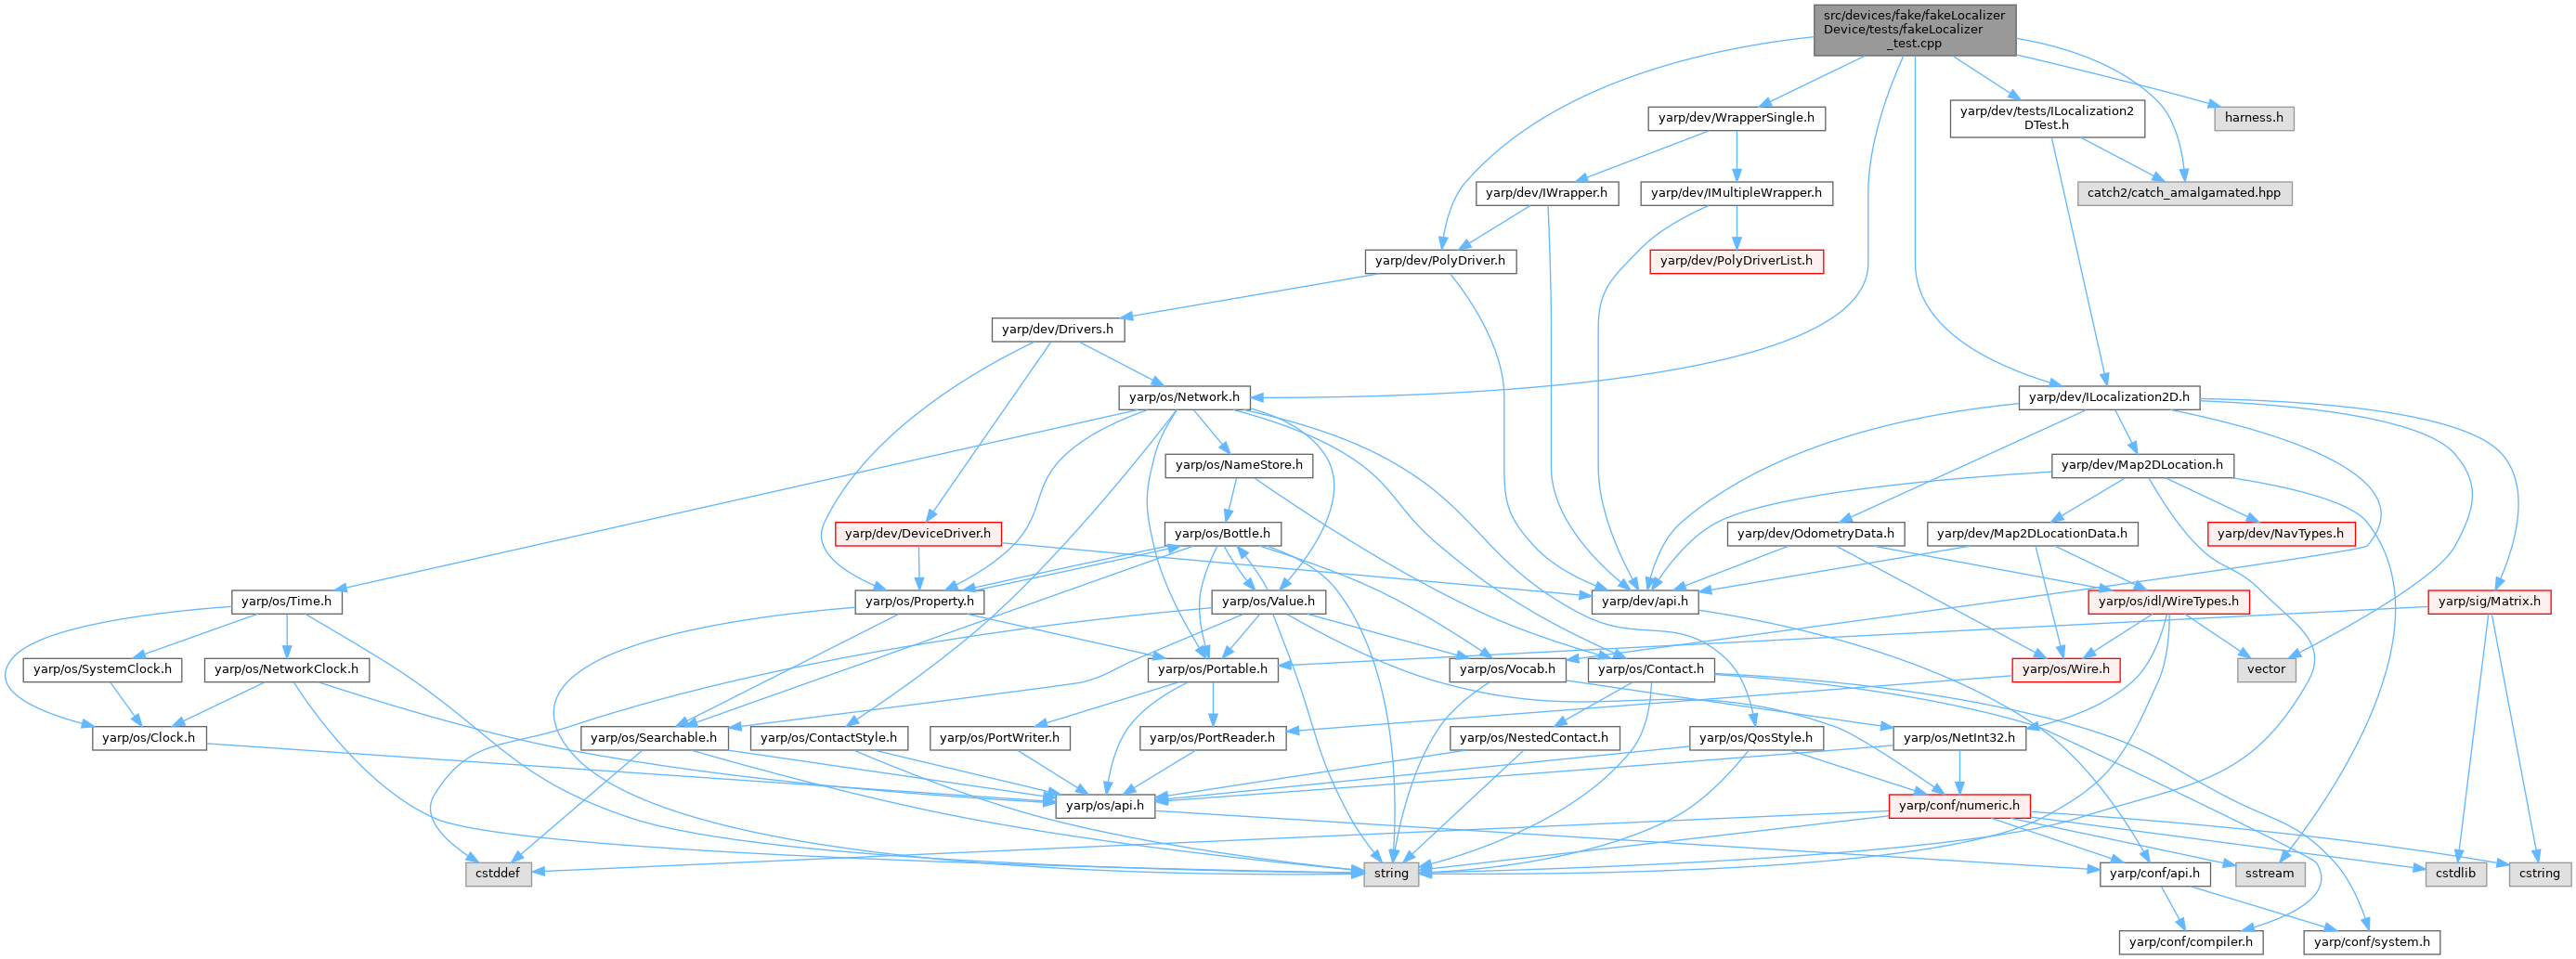 src/devices/fake/fakeLocalizer
Device/tests/fakeLocalizer
_test.cpp
yarp/dev/WrapperSingle.h
yarp/dev/tests/ILocalization2
DTest.h
harness.h
yarp/dev/IWrapper.h
yarp/dev/IMultipleWrapper.h
catch2/catch_amalgamated.hpp
yarp/dev/PolyDriver.h
yarp/dev/PolyDriverList.h
yarp/dev/Drivers.h
yarp/os/Network.h
yarp/dev/ILocalization2D.h
yarp/os/NameStore.h
yarp/dev/Map2DLocation.h
yarp/dev/DeviceDriver.h
yarp/os/Bottle.h
yarp/dev/OdometryData.h
yarp/dev/Map2DLocationData.h
yarp/dev/NavTypes.h
yarp/os/Time.h
yarp/os/Property.h
yarp/os/Value.h
yarp/dev/api.h
yarp/os/idl/WireTypes.h
yarp/sig/Matrix.h
yarp/os/SystemClock.h
yarp/os/NetworkClock.h
yarp/os/Portable.h
yarp/os/Vocab.h
yarp/os/Contact.h
yarp/os/Wire.h
vector
yarp/os/Clock.h
yarp/os/Searchable.h
yarp/os/ContactStyle.h
yarp/os/PortWriter.h
yarp/os/PortReader.h
yarp/os/NestedContact.h
yarp/os/QosStyle.h
yarp/os/NetInt32.h
yarp/os/api.h
yarp/conf/numeric.h
cstddef
string
yarp/conf/api.h
sstream
cstdlib
cstring
yarp/conf/compiler.h
yarp/conf/system.h